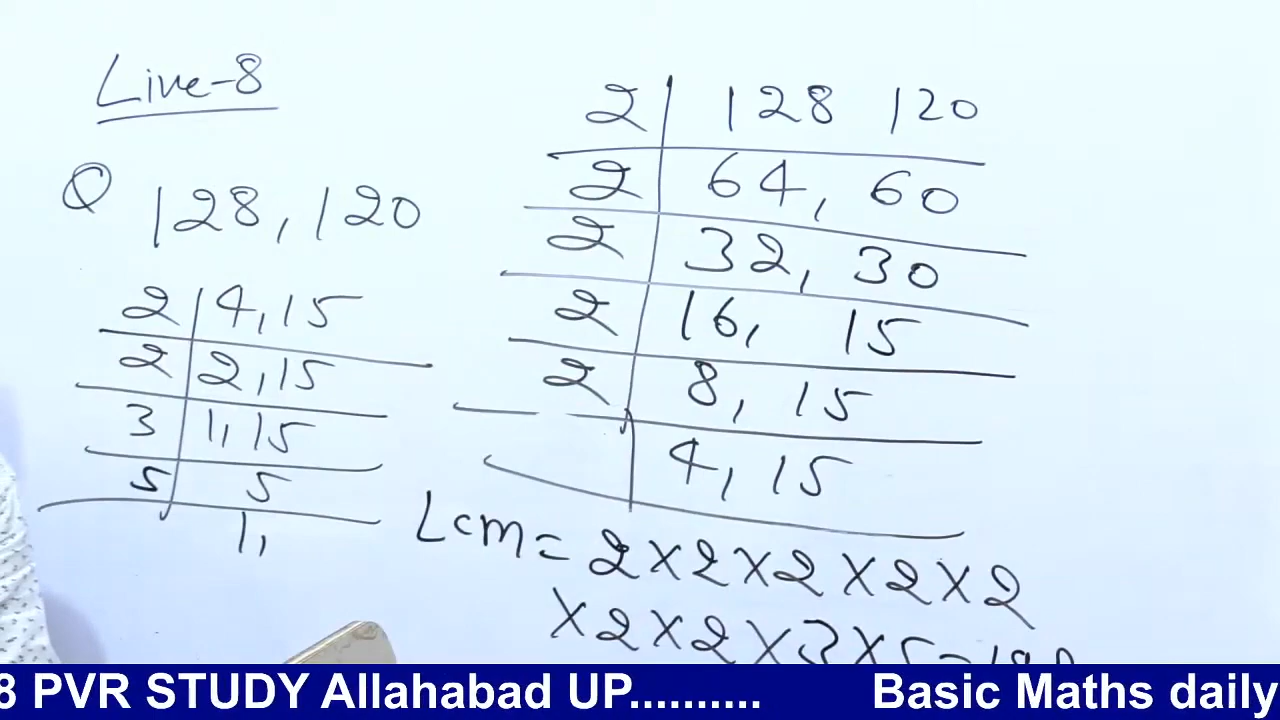 Live-8
Q 128, 120
2 | 4, 15
2 | 2, 15
3 | 1, 15
5 | 5
1,
2 | 128 120
2 | 64, 60
2 | 32, 30
2 | 16, 15
2 | 8, 15
4, 15
Lcm = 2 × 2 × 2 × 2 × 2
× 2 × 2 × 3 × 5 =
8 PVR STUDY Allahabad UP.......... Basic Maths daily